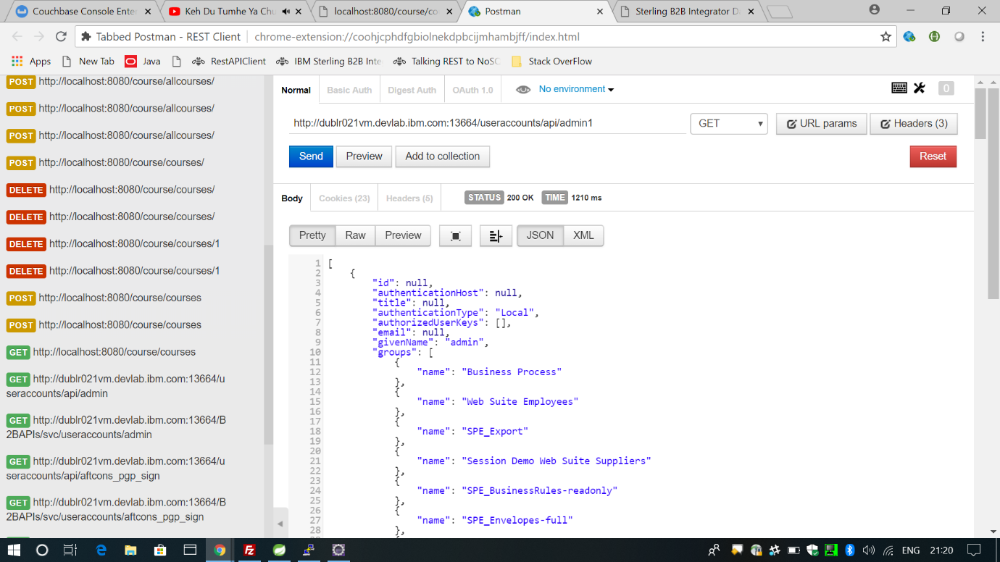 Couchbase Console Enter
Keh Du Tumhe Ya Chu
localhost:8080/course/co
Postman
Sterling B2B Integrator D
Tabbed Postman - REST Client
chrome-extension://coohjcphdfgbiolnekdpbcijmhambjff/index.html
Apps
New Tab
Java
RestAPIClient
IBM Sterling B2B Inte
Talking REST to NoSQ
Stack OverFlow
POST http://localhost:8080/course/allcourses/
POST http://localhost:8080/course/allcourses/
POST http://localhost:8080/course/allcourses/
POST http://localhost:8080/course/courses/
DELETE http://localhost:8080/course/courses/
DELETE http://localhost:8080/course/courses/
DELETE http://localhost:8080/course/courses/1
DELETE http://localhost:8080/course/courses/1
POST http://localhost:8080/course/courses
POST http://localhost:8080/course/courses
GET http://localhost:8080/course/courses
GET http://dublr021vm.devlab.ibm.com:13664/u
seraccounts/api/admin
GET http://dublr021vm.devlab.ibm.com:13664/B
2BAPIs/svc/useraccounts/admin
GET http://dublr021vm.devlab.ibm.com:13664/u
seraccounts/api/aftcons_pgp_sign
GET http://dublr021vm.devlab.ibm.com:13664/B
2BAPIs/svc/useraccounts/aftcons_pgp_sign
Normal Basic Auth Digest Auth OAuth 1.0 No environment 0
http://dublr021vm.devlab.ibm.com:13664/useraccounts/api/admin1 GET URL params Headers (3)
Send Preview Add to collection Reset
Body Cookies (23) Headers (5) STATUS 200 OK TIME 1210 ms
Pretty Raw Preview JSON XML
1 [
2 {
3 "id": null,
4 "authenticationHost": null,
5 "title": null,
6 "authenticationType": "Local",
7 "authorizedUserKeys": [],
8 "email": null,
9 "givenName": "admin",
10 "groups": [
11 {
12 "name": "Business Process"
13 },
14 {
15 "name": "Web Suite Employees"
16 },
17 {
18 "name": "SPE_Export"
19 },
20 {
21 "name": "Session Demo Web Suite Suppliers"
22 },
23 {
24 "name": "SPE_BusinessRules-readonly"
25 },
26 {
27 "name": "SPE_Envelopes-full"
28 },
ENG 21:20